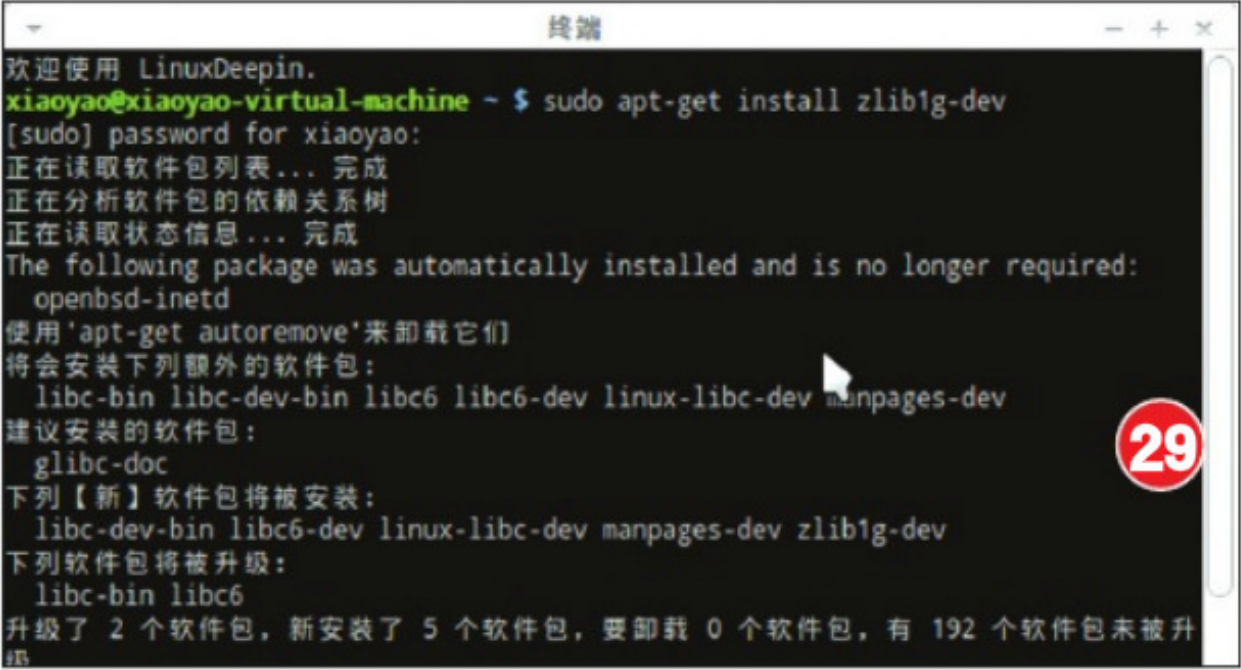 终端
欢迎使用 LinuxDeepin.
xiaoyao@xiaoyao-virtual-machine ~ $ sudo apt-get install zlib1g-dev
[sudo] password for xiaoyao:
正在读取软件包列表... 完成
正在分析软件包的依赖关系树
正在读取状态信息... 完成
The following package was automatically installed and is no longer required:
  openbsd-inetd
使用'apt-get autoremove'来卸载它们
将会安装下列额外的软件包：
  libc-bin libc-dev-bin libc6 libc6-dev linux-libc-dev manpages-dev
建议安装的软件包：
  glibc-doc
下列【新】软件包将被安装：
  libc-dev-bin libc6-dev linux-libc-dev manpages-dev zlib1g-dev
下列软件包将被升级：
  libc-bin libc6
升级了 2 个软件包，新安装了 5 个软件包，要卸载 0 个软件包，有 192 个软件包未被升
级
29